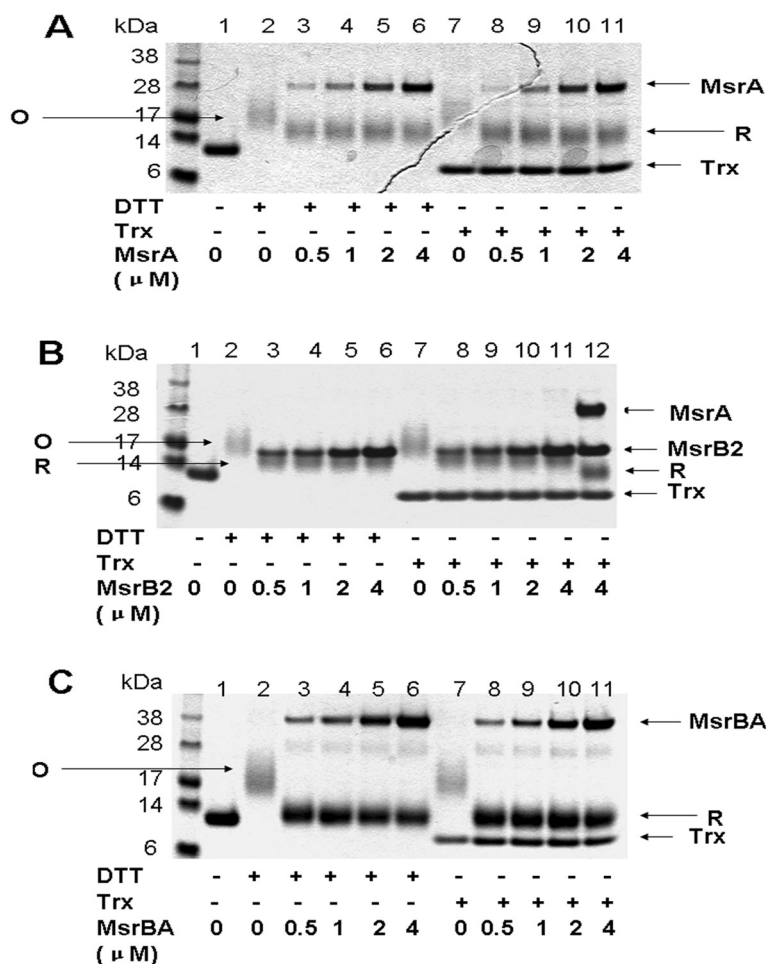 A
kDa 1 2 3 4 5 6 7 8 9 10 11
38
28
MsrA
O
17
14
R
6
Trx
DTT - + + + + + - - - - -
Trx - - - - - - + + + + +
MsrA 0 0 0.5 1 2 4 0 0.5 1 2 4
( μ M)
B
kDa 1 2 3 4 5 6 7 8 9 10 11 12
38
28
MsrA
O
17
MsrB2
R
14
R
6
Trx
DTT - + + + + + - - - - - -
Trx - - - - - - + + + + + +
MsrB2 0 0 0.5 1 2 4 0 0.5 1 2 4 4
( μ M)
C
kDa 1 2 3 4 5 6 7 8 9 10 11
38
MsrBA
28
O
17
14
R
Trx
6
DTT - + + + + + - - - - -
Trx - - - - - - + + + + +
MsrBA 0 0 0.5 1 2 4 0 0.5 1 2 4
(μ M)